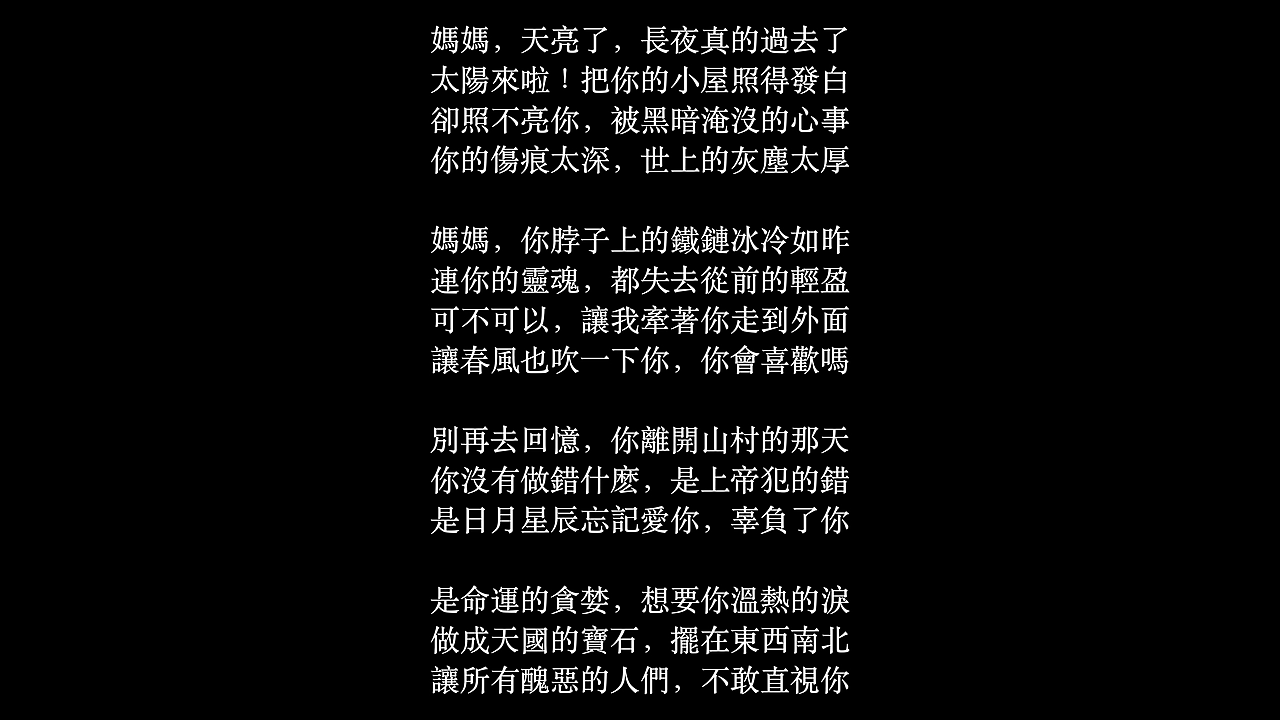 媽媽，天亮了，長夜真的過去了
太陽來啦！把你的小屋照得發白
卻照不亮你，被黑暗淹沒的心事
你的傷痕太深，世上的灰塵太厚
媽媽，你脖子上的鐵鏈冰冷如昨
連你的靈魂，都失去從前的輕盈
可不可以，讓我牽著你走到外面
讓春風也吹一下你，你會喜歡嗎
別再去回憶，你離開山村的那天
你沒有做錯什麼，是上帝犯的錯
是日月星辰忘記愛你，辜負了你
是命運的貪婪，想要你溫熱的淚
做成天國的寶石，擺在東西南北
讓所有醜惡的人們，不敢直視你